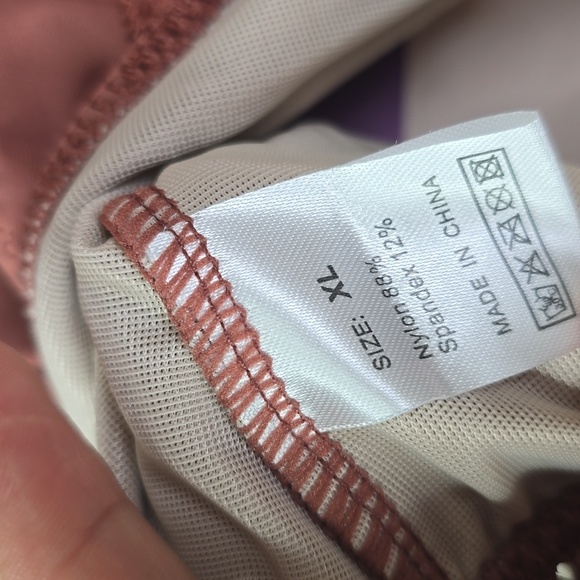 SIZE: XL
Nylon 88%
Spandex 12%
MADE IN CHINA